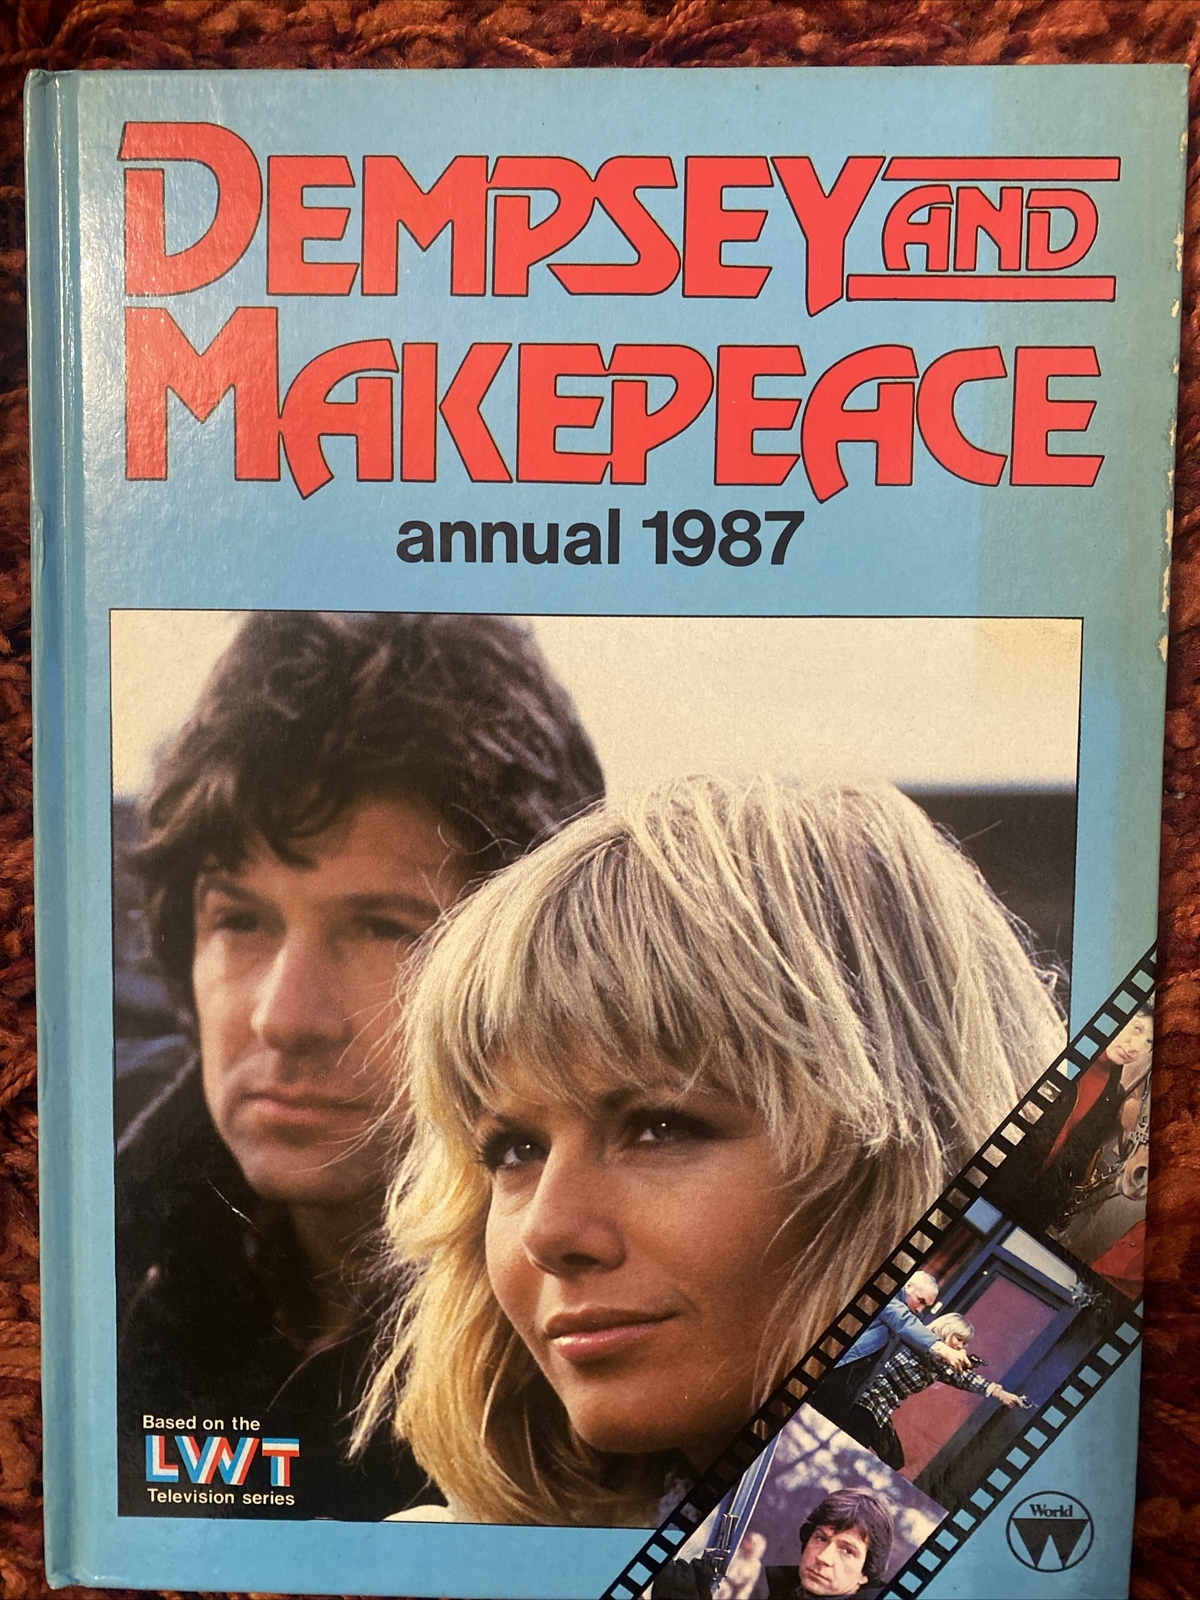 DEMPSEY AND
MAKEPEACE
annual 1987
Based on the
LWT
Television series
World